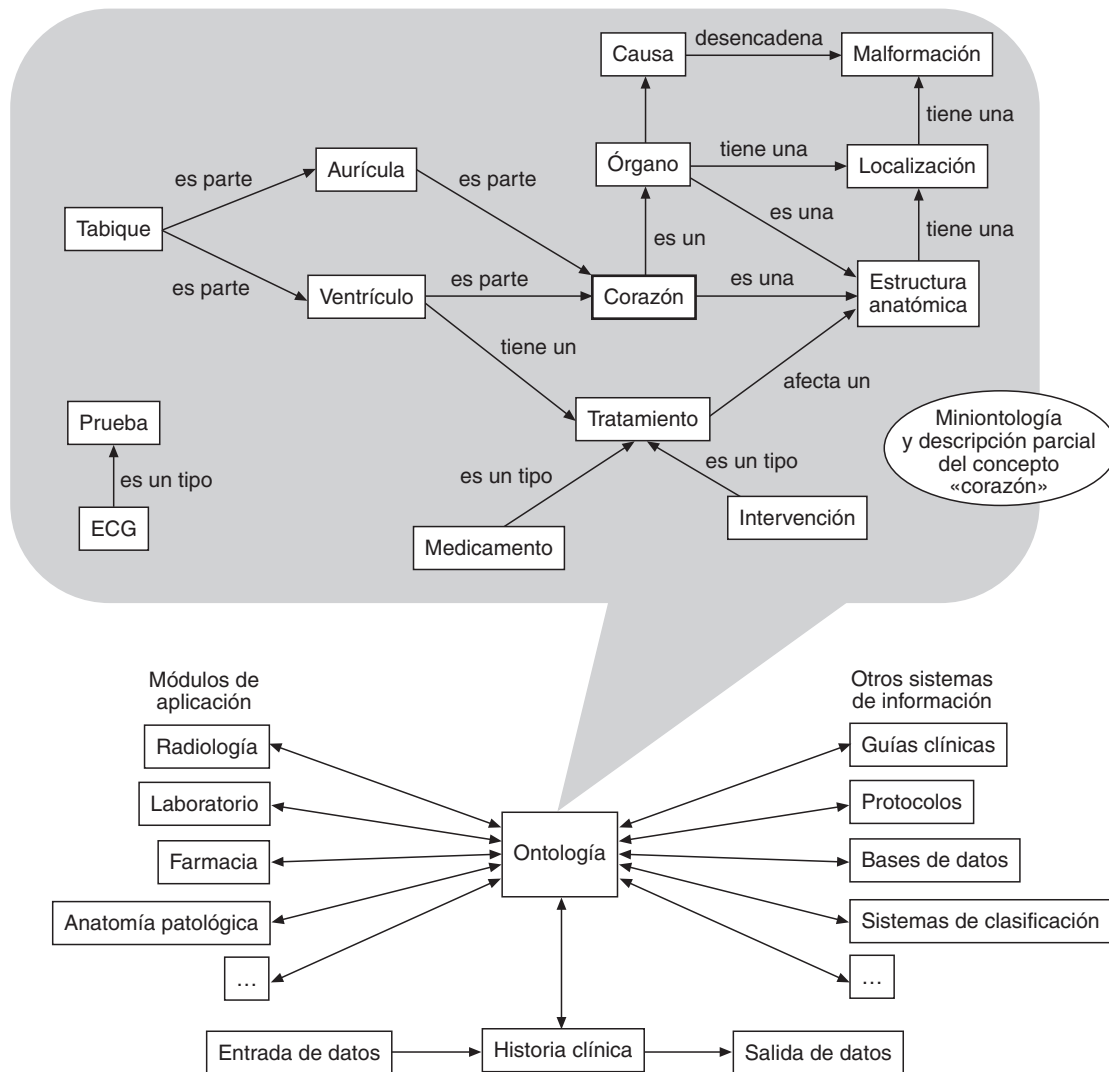 Causa
desencadena
Malformación
tiene una
Aurícula
Órgano
tiene una
Localización
es parte
es parte
Tabique
es una
tiene una
es un
es parte
Ventrículo
es parte
Corazón
es una
Estructura
anatómica
tiene un
afecta un
Prueba
Tratamiento
Miniontología
y descripción parcial
del concepto
«corazón»
es un tipo
es un tipo
es un tipo
ECG
Medicamento
Intervención
Módulos de
aplicación
Otros sistemas
de información
Radiología
Guías clínicas
Laboratorio
Protocolos
Ontología
Farmacia
Bases de datos
Anatomía patológica
Sistemas de clasificación
…
…
Entrada de datos
Historia clínica
Salida de datos